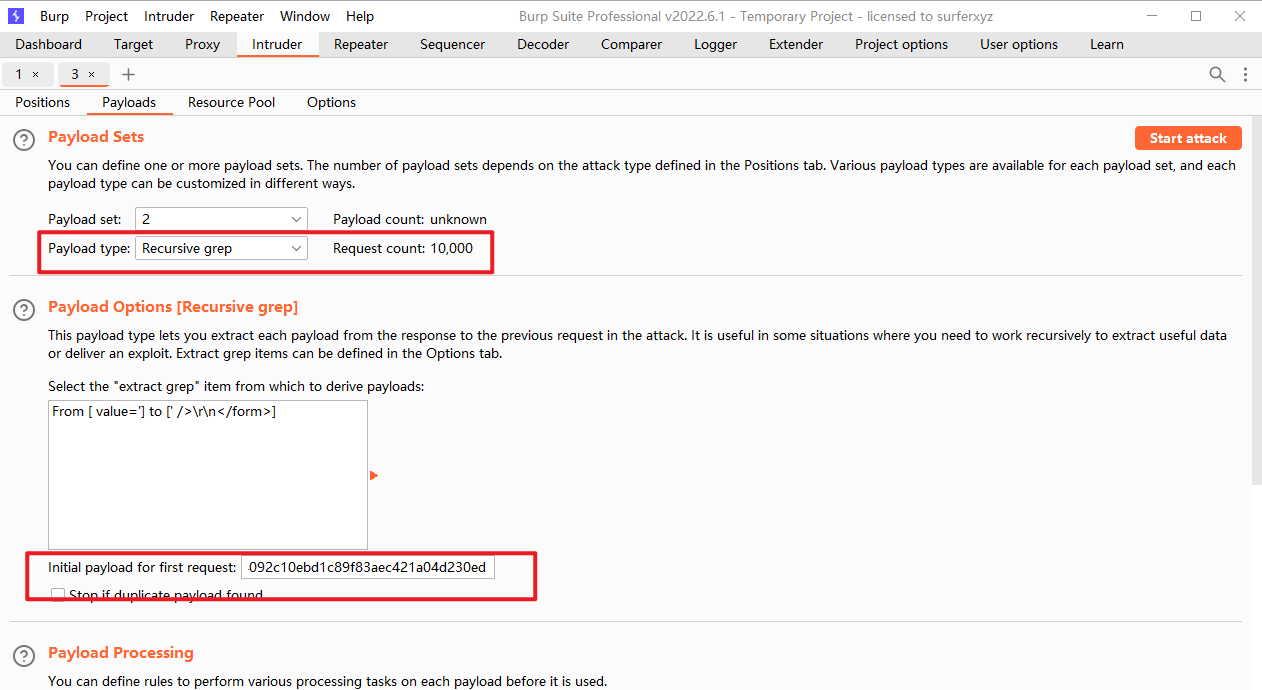 Burp Project Intruder Repeater Window Help Burp Suite Professional v2022.6.1 - Temporary Project - licensed to surferxyz
Dashboard Target Proxy Intruder Repeater Sequencer Decoder Comparer Logger Extender Project options User options Learn
1 × 3 × +
Positions Payloads Resource Pool Options
? Payload Sets Start attack
You can define one or more payload sets. The number of payload sets depends on the attack type defined in the Positions tab. Various payload types are available for each payload set, and each
payload type can be customized in different ways.
Payload set: 2 Payload count: unknown
Payload type: Recursive grep Request count: 10,000
? Payload Options [Recursive grep]
This payload type lets you extract each payload from the response to the previous request in the attack. It is useful in some situations where you need to work recursively to extract useful data
or deliver an exploit. Extract grep items can be defined in the Options tab.
Select the "extract grep" item from which to derive payloads:
From [ value='] to [' />\r\n</form>]
Initial payload for first request: 092c10ebd1c89f83aec421a04d230ed
Stop if duplicate payload found
? Payload Processing
You can define rules to perform various processing tasks on each payload before it is used.